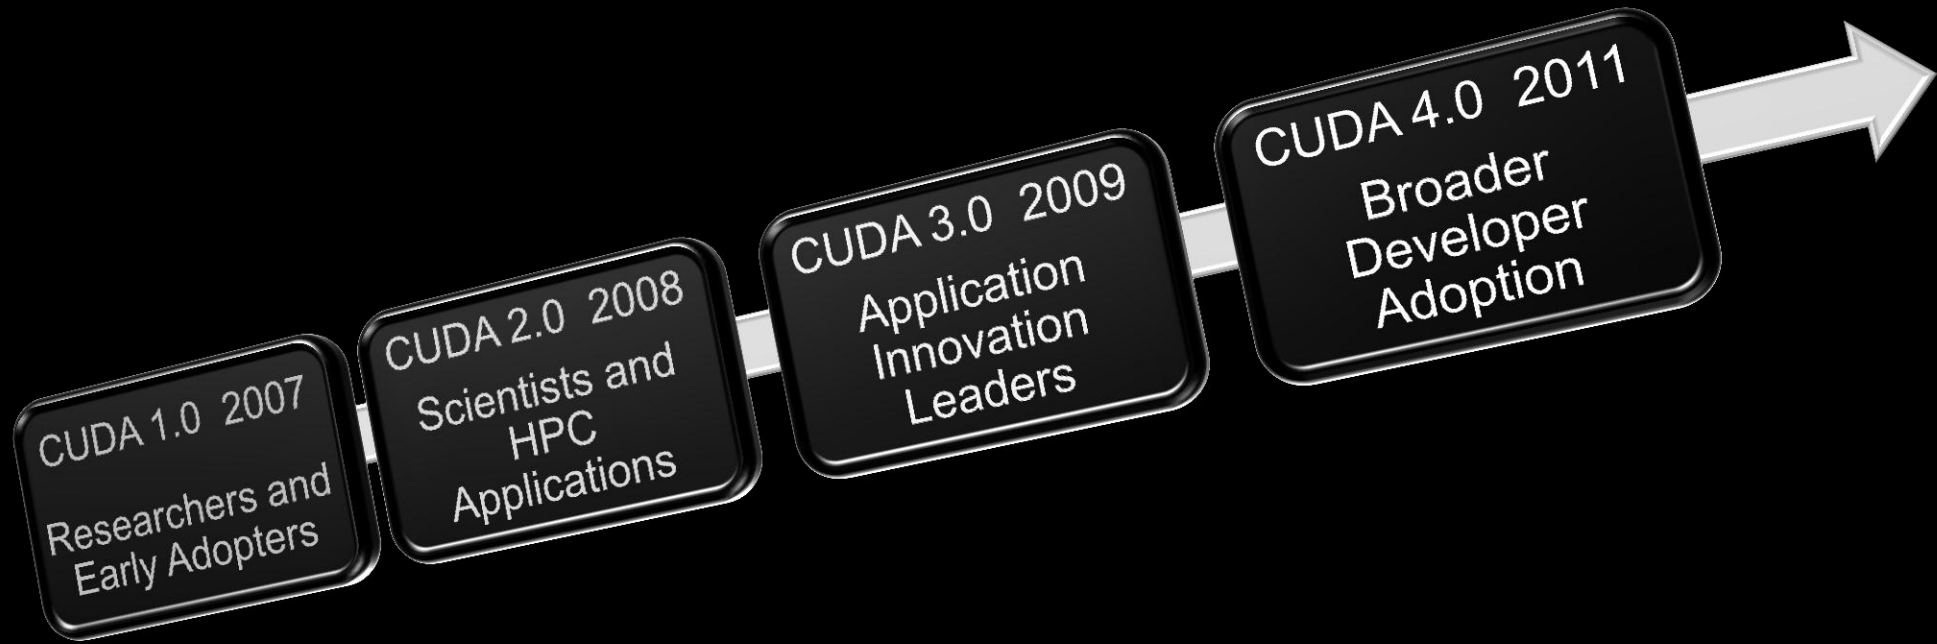 CUDA 1.0 2007
Researchers and
Early Adopters
CUDA 2.0 2008
Scientists and
HPC
Applications
CUDA 3.0 2009
Application
Innovation
Leaders
CUDA 4.0 2011
Broader
Developer
Adoption